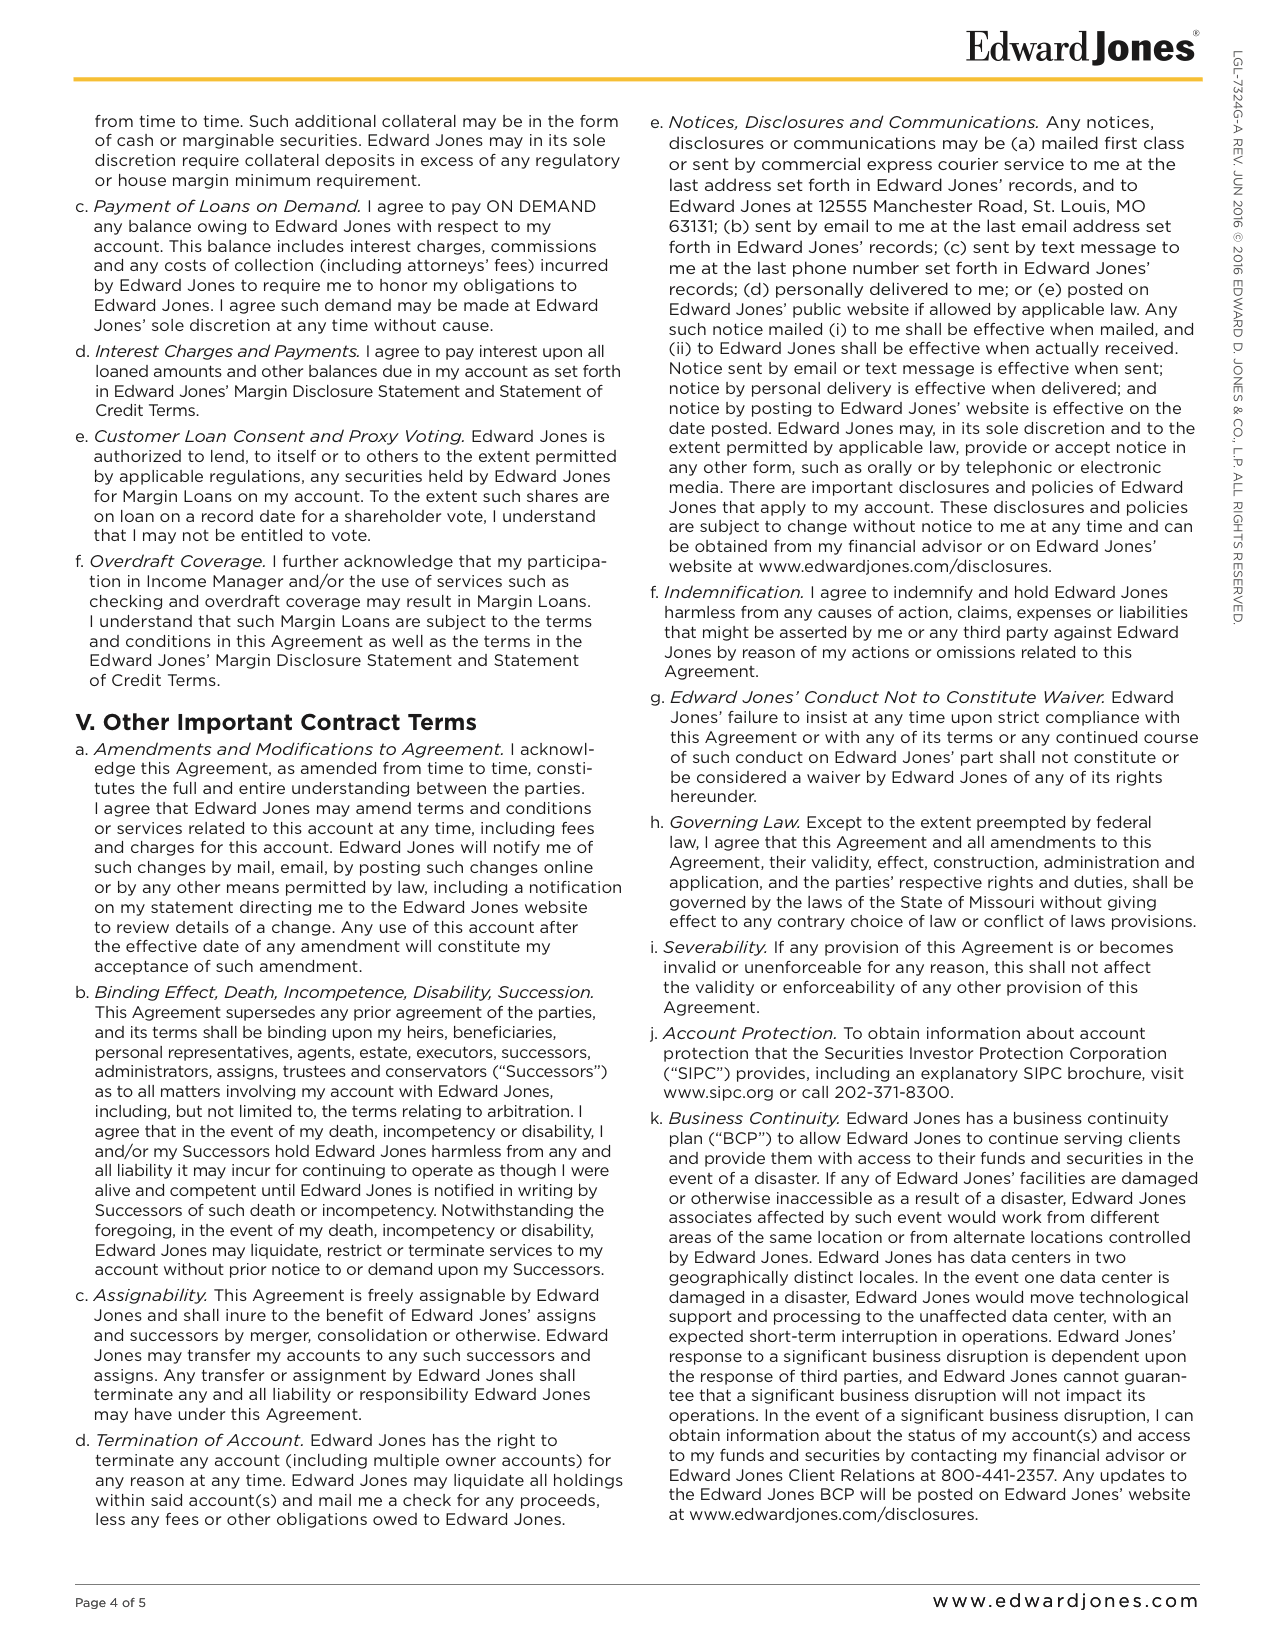 Edward Jones®
from time to time. Such additional collateral may be in the form
of cash or marginable securities. Edward Jones may in its sole
discretion require collateral deposits in excess of any regulatory
or house margin minimum requirement.
c. Payment of Loans on Demand. I agree to pay ON DEMAND
any balance owing to Edward Jones with respect to my
account. This balance includes interest charges, commissions
and any costs of collection (including attorneys’ fees) incurred
by Edward Jones to require me to honor my obligations to
Edward Jones. I agree such demand may be made at Edward
Jones’ sole discretion at any time without cause.
d. Interest Charges and Payments. I agree to pay interest upon all
loaned amounts and other balances due in my account as set forth
in Edward Jones’ Margin Disclosure Statement and Statement of
Credit Terms.
e. Customer Loan Consent and Proxy Voting. Edward Jones is
authorized to lend, to itself or to others to the extent permitted
by applicable regulations, any securities held by Edward Jones
for Margin Loans on my account. To the extent such shares are
on loan on a record date for a shareholder vote, I understand
that I may not be entitled to vote.
f. Overdraft Coverage. I further acknowledge that my participa-
tion in Income Manager and/or the use of services such as
checking and overdraft coverage may result in Margin Loans.
I understand that such Margin Loans are subject to the terms
and conditions in this Agreement as well as the terms in the
Edward Jones’ Margin Disclosure Statement and Statement
of Credit Terms.
V. Other Important Contract Terms
a. Amendments and Modifications to Agreement. I acknowl-
edge this Agreement, as amended from time to time, consti-
tutes the full and entire understanding between the parties.
I agree that Edward Jones may amend terms and conditions
or services related to this account at any time, including fees
and charges for this account. Edward Jones will notify me of
such changes by mail, email, by posting such changes online
or by any other means permitted by law, including a notification
on my statement directing me to the Edward Jones website
to review details of a change. Any use of this account after
the effective date of any amendment will constitute my
acceptance of such amendment.
b. Binding Effect, Death, Incompetence, Disability, Succession.
This Agreement supersedes any prior agreement of the parties,
and its terms shall be binding upon my heirs, beneficiaries,
personal representatives, agents, estate, executors, successors,
administrators, assigns, trustees and conservators (“Successors”)
as to all matters involving my account with Edward Jones,
including, but not limited to, the terms relating to arbitration. I
agree that in the event of my death, incompetency or disability, I
and/or my Successors hold Edward Jones harmless from any and
all liability it may incur for continuing to operate as though I were
alive and competent until Edward Jones is notified in writing by
Successors of such death or incompetency. Notwithstanding the
foregoing, in the event of my death, incompetency or disability,
Edward Jones may liquidate, restrict or terminate services to my
account without prior notice to or demand upon my Successors.
c. Assignability. This Agreement is freely assignable by Edward
Jones and shall inure to the benefit of Edward Jones’ assigns
and successors by merger, consolidation or otherwise. Edward
Jones may transfer my accounts to any such successors and
assigns. Any transfer or assignment by Edward Jones shall
terminate any and all liability or responsibility Edward Jones
may have under this Agreement.
d. Termination of Account. Edward Jones has the right to
terminate any account (including multiple owner accounts) for
any reason at any time. Edward Jones may liquidate all holdings
within said account(s) and mail me a check for any proceeds,
less any fees or other obligations owed to Edward Jones.
e. Notices, Disclosures and Communications. Any notices,
disclosures or communications may be (a) mailed first class
or sent by commercial express courier service to me at the
last address set forth in Edward Jones’ records, and to
Edward Jones at 12555 Manchester Road, St. Louis, MO
63131; (b) sent by email to me at the last email address set
forth in Edward Jones’ records; (c) sent by text message to
me at the last phone number set forth in Edward Jones’
records; (d) personally delivered to me; or (e) posted on
Edward Jones’ public website if allowed by applicable law. Any
such notice mailed (i) to me shall be effective when mailed, and
(ii) to Edward Jones shall be effective when actually received.
Notice sent by email or text message is effective when sent;
notice by personal delivery is effective when delivered; and
notice by posting to Edward Jones’ website is effective on the
date posted. Edward Jones may, in its sole discretion and to the
extent permitted by applicable law, provide or accept notice in
any other form, such as orally or by telephonic or electronic
media. There are important disclosures and policies of Edward
Jones that apply to my account. These disclosures and policies
are subject to change without notice to me at any time and can
be obtained from my financial advisor or on Edward Jones’
website at www.edwardjones.com/disclosures.
f. Indemnification. I agree to indemnify and hold Edward Jones
harmless from any causes of action, claims, expenses or liabilities
that might be asserted by me or any third party against Edward
Jones by reason of my actions or omissions related to this
Agreement.
g. Edward Jones’ Conduct Not to Constitute Waiver. Edward
Jones’ failure to insist at any time upon strict compliance with
this Agreement or with any of its terms or any continued course
of such conduct on Edward Jones’ part shall not constitute or
be considered a waiver by Edward Jones of any of its rights
hereunder.
h. Governing Law. Except to the extent preempted by federal
law, I agree that this Agreement and all amendments to this
Agreement, their validity, effect, construction, administration and
application, and the parties’ respective rights and duties, shall be
governed by the laws of the State of Missouri without giving
effect to any contrary choice of law or conflict of laws provisions.
i. Severability. If any provision of this Agreement is or becomes
invalid or unenforceable for any reason, this shall not affect
the validity or enforceability of any other provision of this
Agreement.
j. Account Protection. To obtain information about account
protection that the Securities Investor Protection Corporation
(“SIPC”) provides, including an explanatory SIPC brochure, visit
www.sipc.org or call 202-371-8300.
k. Business Continuity. Edward Jones has a business continuity
plan (“BCP”) to allow Edward Jones to continue serving clients
and provide them with access to their funds and securities in the
event of a disaster. If any of Edward Jones’ facilities are damaged
or otherwise inaccessible as a result of a disaster, Edward Jones
associates affected by such event would work from different
areas of the same location or from alternate locations controlled
by Edward Jones. Edward Jones has data centers in two
geographically distinct locales. In the event one data center is
damaged in a disaster, Edward Jones would move technological
support and processing to the unaffected data center, with an
expected short-term interruption in operations. Edward Jones’
response to a significant business disruption is dependent upon
the response of third parties, and Edward Jones cannot guaran-
tee that a significant business disruption will not impact its
operations. In the event of a significant business disruption, I can
obtain information about the status of my account(s) and access
to my funds and securities by contacting my financial advisor or
Edward Jones Client Relations at 800-441-2357. Any updates to
the Edward Jones BCP will be posted on Edward Jones’ website
at www.edwardjones.com/disclosures.
LGL-7324G-A REV. JUN 2016 © 2016 EDWARD D. JONES & CO., L.P. ALL RIGHTS RESERVED.
Page 4 of 5
www.edwardjones.com